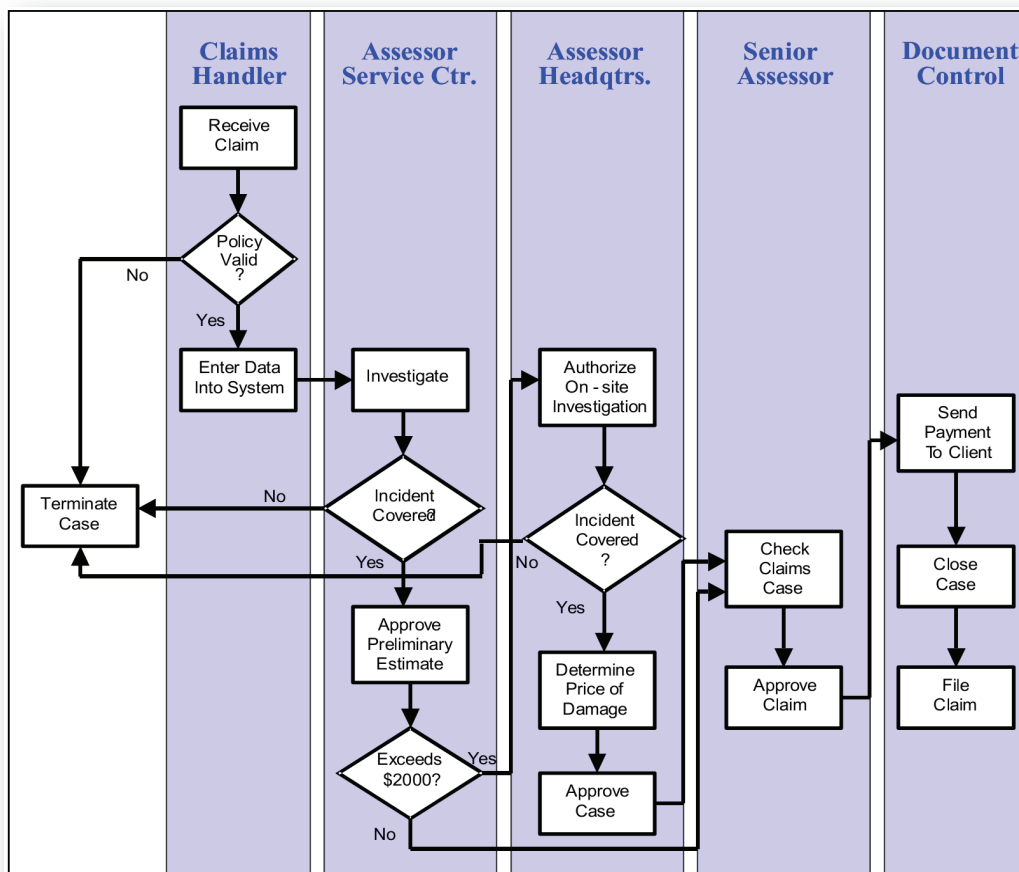 Claims
Handler
Assessor
Service Ctr.
Assessor
Headqtrs.
Senior
Assessor
Document
Control
Receive
Claim
Policy
Valid
?
No
Yes
Enter Data
Into System
Investigate
Incident
Covered?
No
Yes
Terminate
Case
Approve
Preliminary
Estimate
Exceeds
$2000?
Yes
No
Authorize
On - site
Investigation
Incident
Covered
?
No
Yes
Determine
Price of
Damage
Approve
Case
Check
Claims
Case
Approve
Claim
Send
Payment
To Client
Close
Case
File
Claim